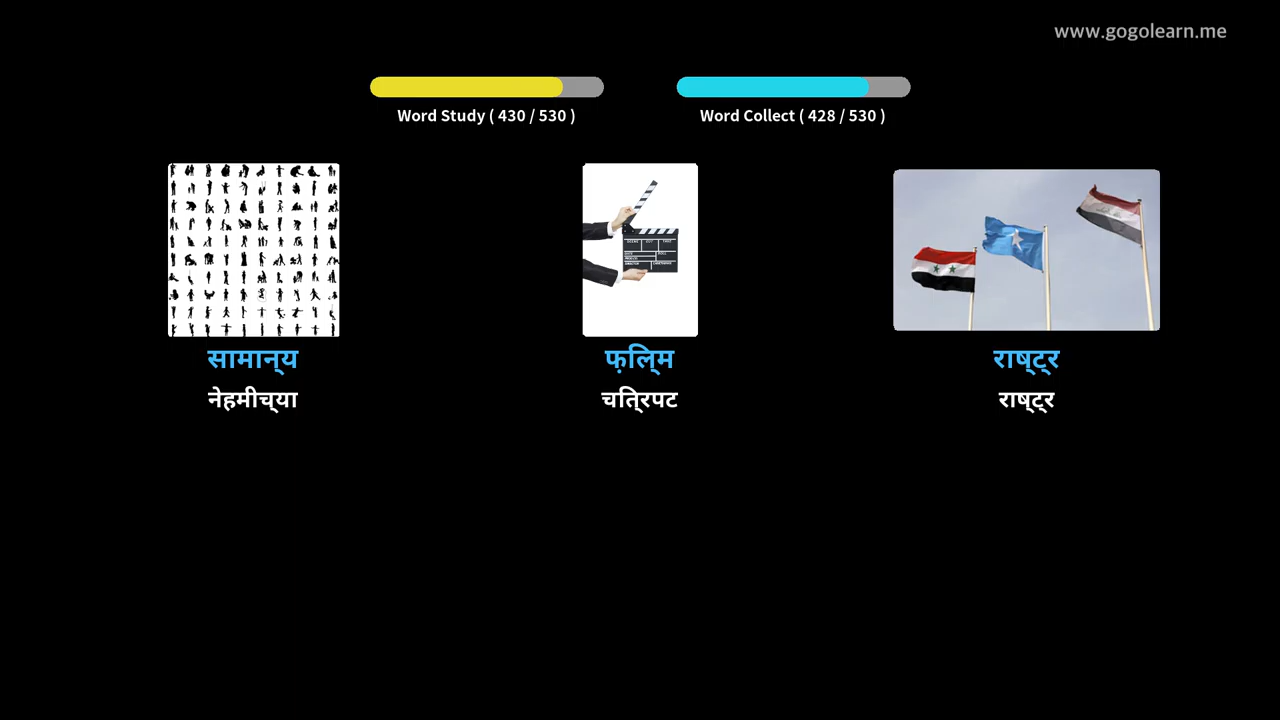 www.gogolearn.me
Word Study ( 430 / 530 )
Word Collect ( 428 / 530 )
सामान्य
नेहमीच्या
फ़िल्म
चित्रपट
राष्ट्र
राष्ट्र